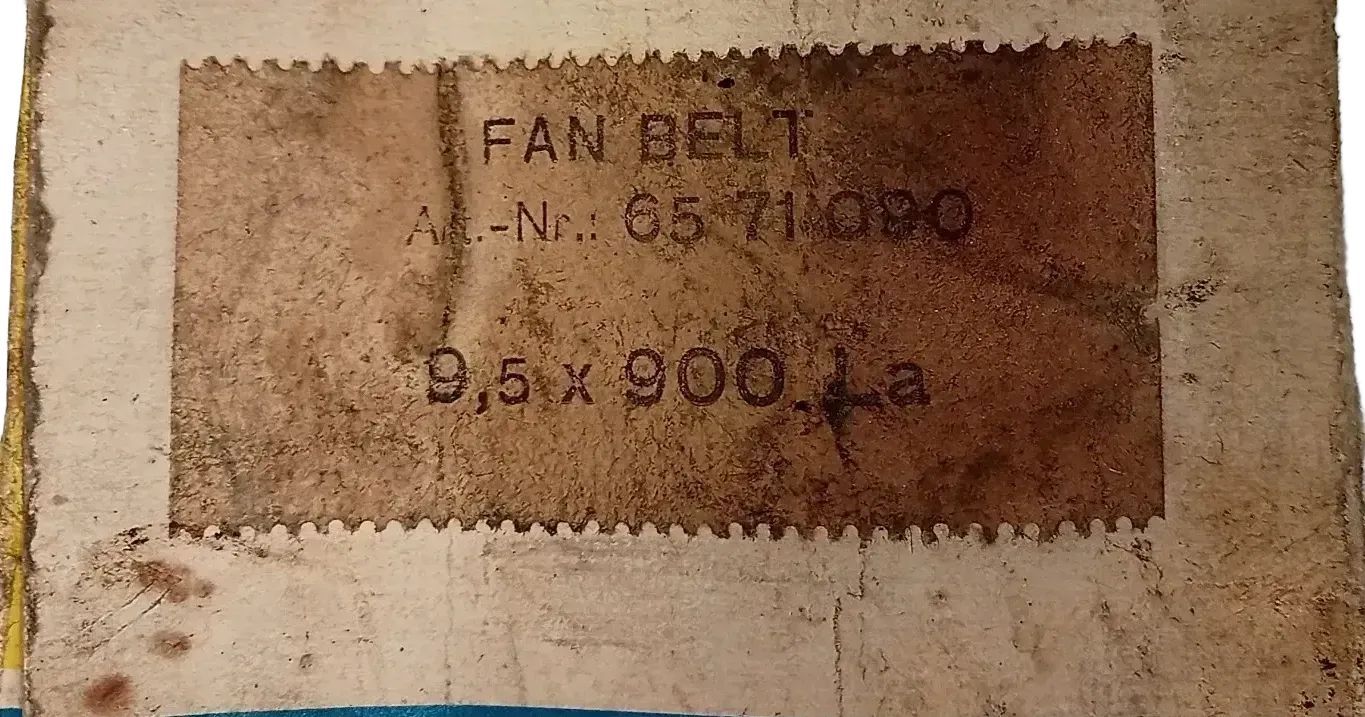 FAN BELT
Art.-Nr.: 65 71 090
9,5 x 900 La